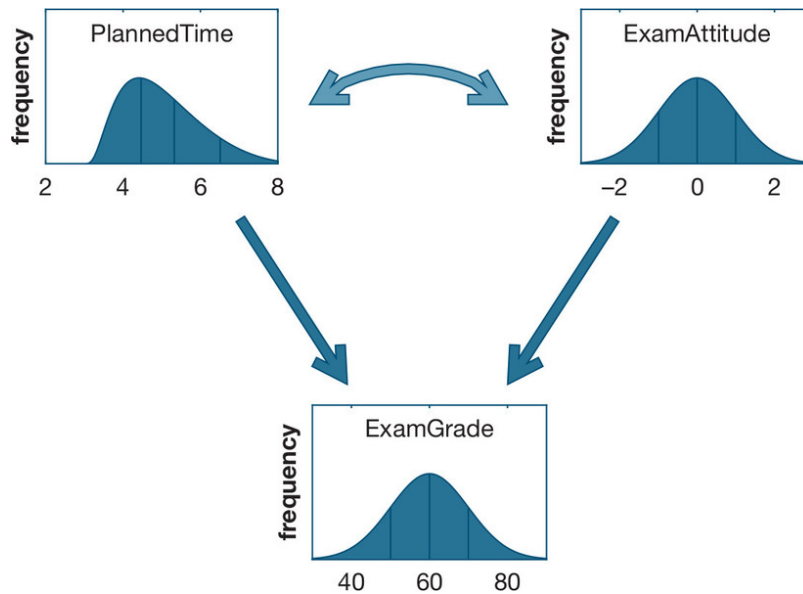 PlannedTime
frequency
2 4 6 8
ExamAttitude
frequency
−2 0 2
ExamGrade
frequency
40 60 80